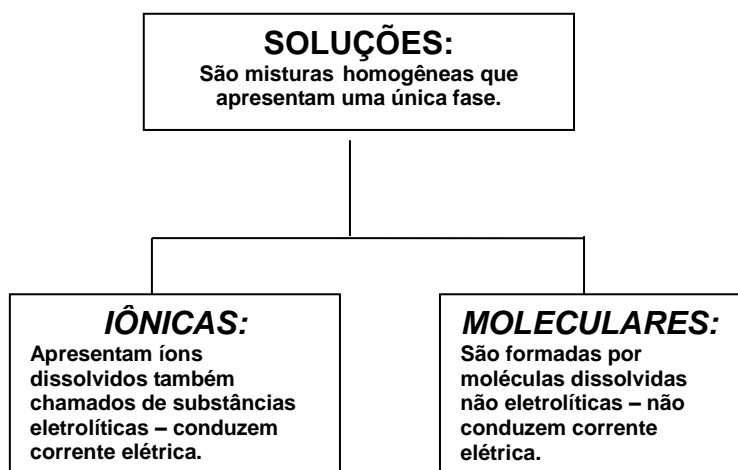 SOLUÇÕES:
São misturas homogêneas que
apresentam uma única fase.
IÔNICAS:
Apresentam íons
dissolvidos também
chamados de substâncias
eletrolíticas – conduzem
corrente elétrica.
MOLECULARES:
São formadas por
moléculas dissolvidas
não eletrolíticas – não
conduzem corrente
elétrica.